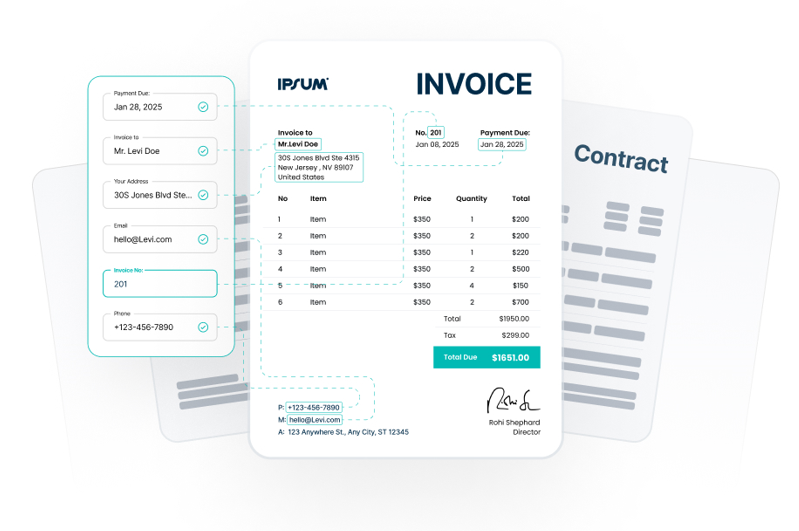 Payment Due:
Jan 28, 2025
Invoice to
Mr. Levi Doe
Your Address
30S Jones Blvd Ste...
Email
hello@Levi.com
Invoice No:
201
Phone
+123-456-7890
IPSUM
INVOICE
Invoice to
Mr.Levi Doe
30S Jones Blvd Ste 4315
New Jersey , NV 89107
United States
No. 201
Jan 08, 2025
Payment Due:
Jan 28, 2025
No Item Price Quantity Total
1 Item $350 1 $200
2 Item $350 2 $200
3 Item $350 1 $220
4 Item $350 2 $500
5 Item $350 4 $150
6 Item $350 2 $700
Total $1950.00
Tax $299.00
Total Due $1651.00
P: +123-456-7890
M: hello@Levi.com
A: 123 Anywhere St., Any City, ST 12345
Rohi Shephard
Director
Contract